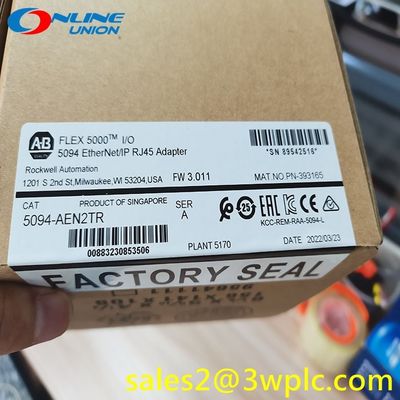 ONLINE
UNION
AB FLEX 5000™ I/O
5094 EtherNet/IP RJ45 Adapter
Rockwell Automation
1201 S 2nd St,Milwaukee,WI 53204,USA
FW 3.011
*SN 89542516*
MAT NO PN-393165
CAT
PRODUCT OF SINGAPORE
5094-AEN2TR
SER
A
00883230853506
PLANT 5170
KCC-REM-RAA-5094-L
DATE: 2022/03/23
FACTORY SEAL
sales2@3wplc.com